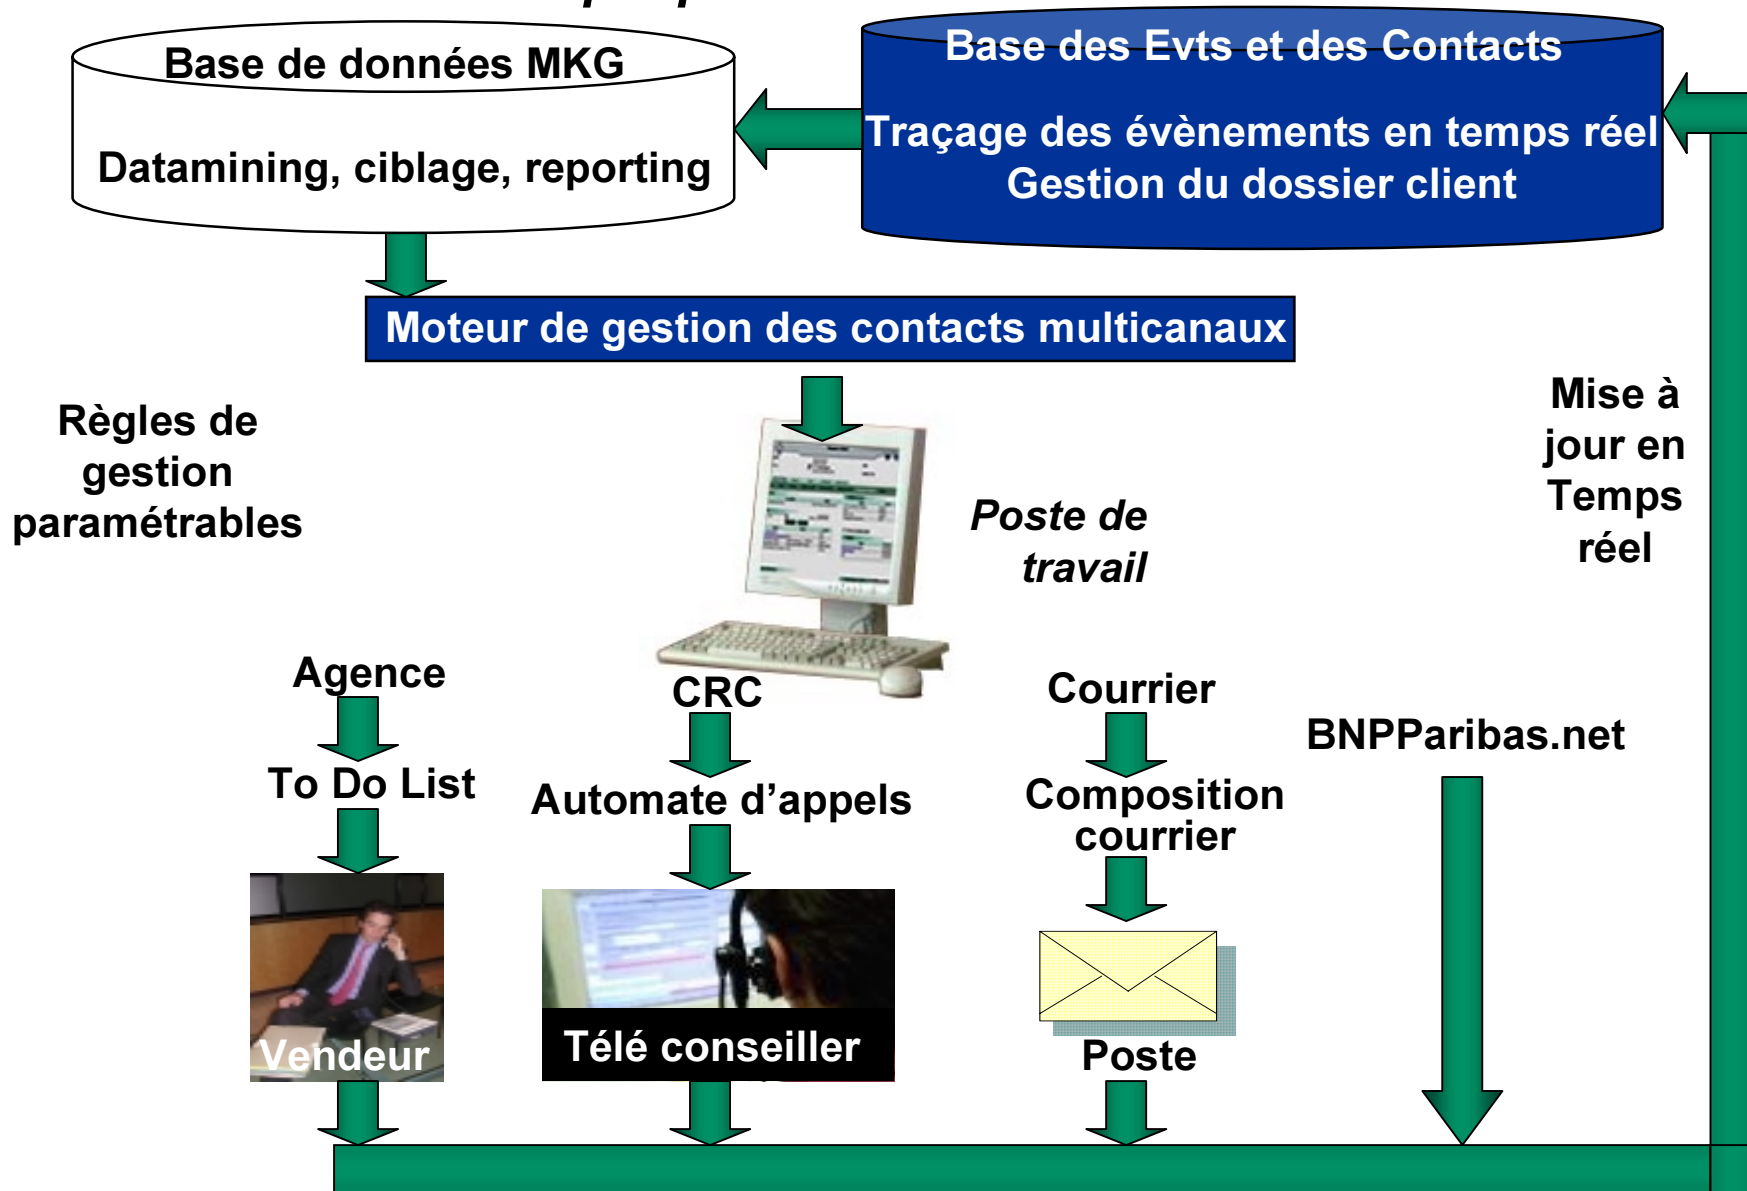 Base de données MKG
Datamining, ciblage, reporting
Base des Evts et des Contacts
Traçage des évènements en temps réel
Gestion du dossier client
Moteur de gestion des contacts multicanaux
Règles de
gestion
paramétrables
Poste de
travail
Mise à
jour en
Temps
réel
Agence
To Do List
Vendeur
CRC
Automate d’appels
Télé conseiller
Courrier
Composition
courrier
Poste
BNPParibas.net